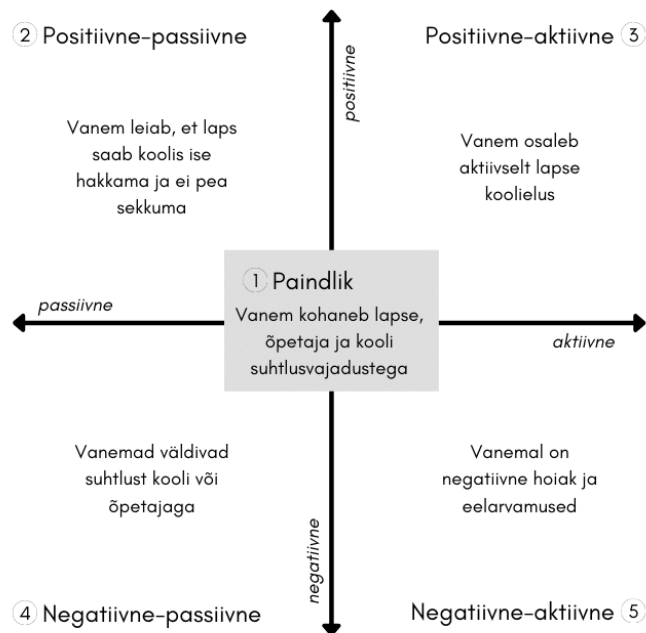 2 Positiivne-passiivne
Positiivne-aktiivne 3
positiivne
Vanem leiab, et laps
saab koolis ise
hakkama ja ei pea
sekkuma
Vanem osaleb
aktiivselt lapse
koolielus
1 Paindlik
Vanem kohaneb lapse,
õpetaja ja kooli
suhtlusvajadustega
passiivne
aktiivne
Vanemad väldivad
suhtlust kooli või
õpetajaga
Vanemal on
negatiivne hoiak ja
eelarvamused
negatiivne
4 Negatiivne-passiivne
Negatiivne-aktiivne 5